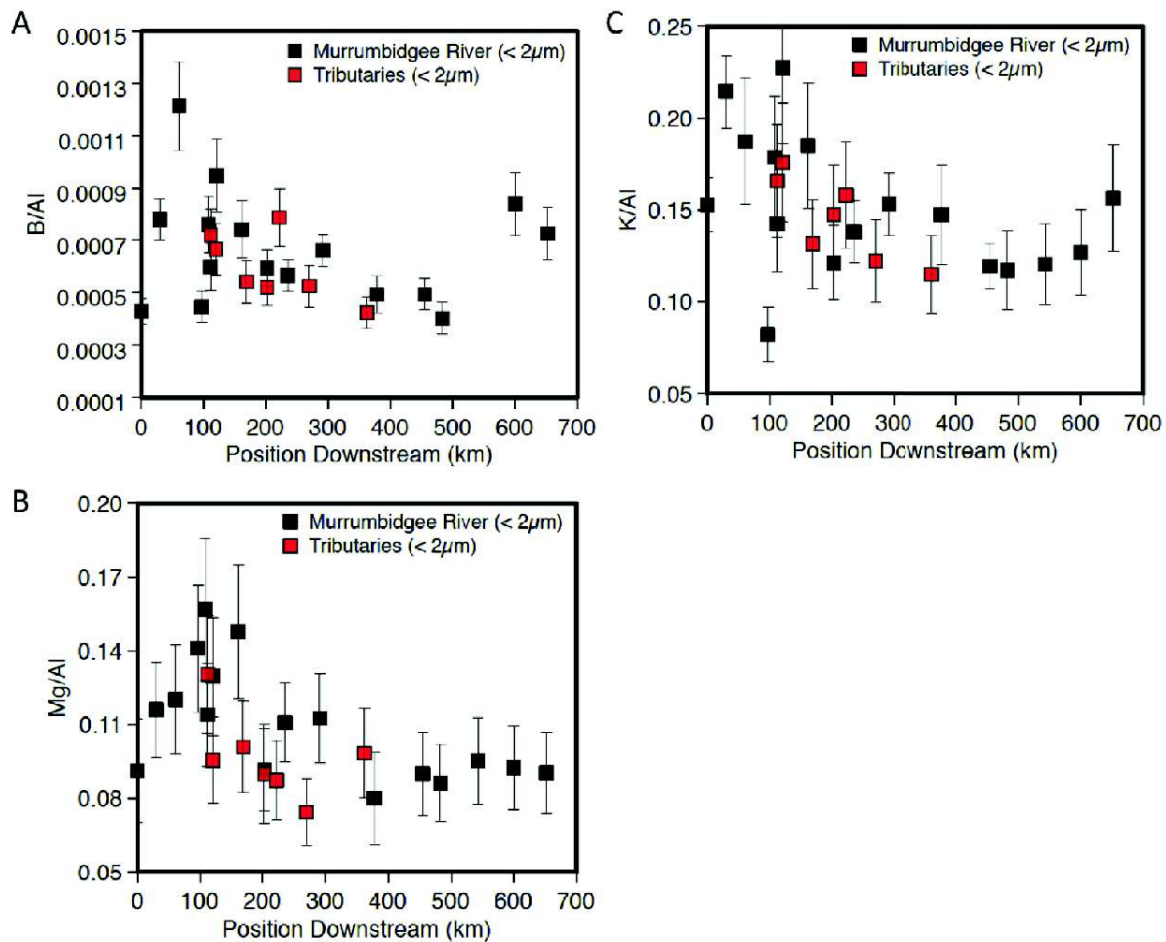 A
0.0015
0.0013
0.0011
0.0009
0.0007
0.0005
0.0003
0.0001
B/Al
Murrumbidgee River (< 2µm)
Tributaries (< 2µm)
0 100 200 300 400 500 600 700
Position Downstream (km)
C
0.25
0.20
0.15
0.10
0.05
K/Al
Murrumbidgee River (< 2µm)
Tributaries (< 2µm)
0 100 200 300 400 500 600 700
Position Downstream (km)
B
0.20
0.17
0.14
0.11
0.08
0.05
Mg/Al
Murrumbidgee River (< 2µm)
Tributaries (< 2µm)
0 100 200 300 400 500 600 700
Position Downstream (km)